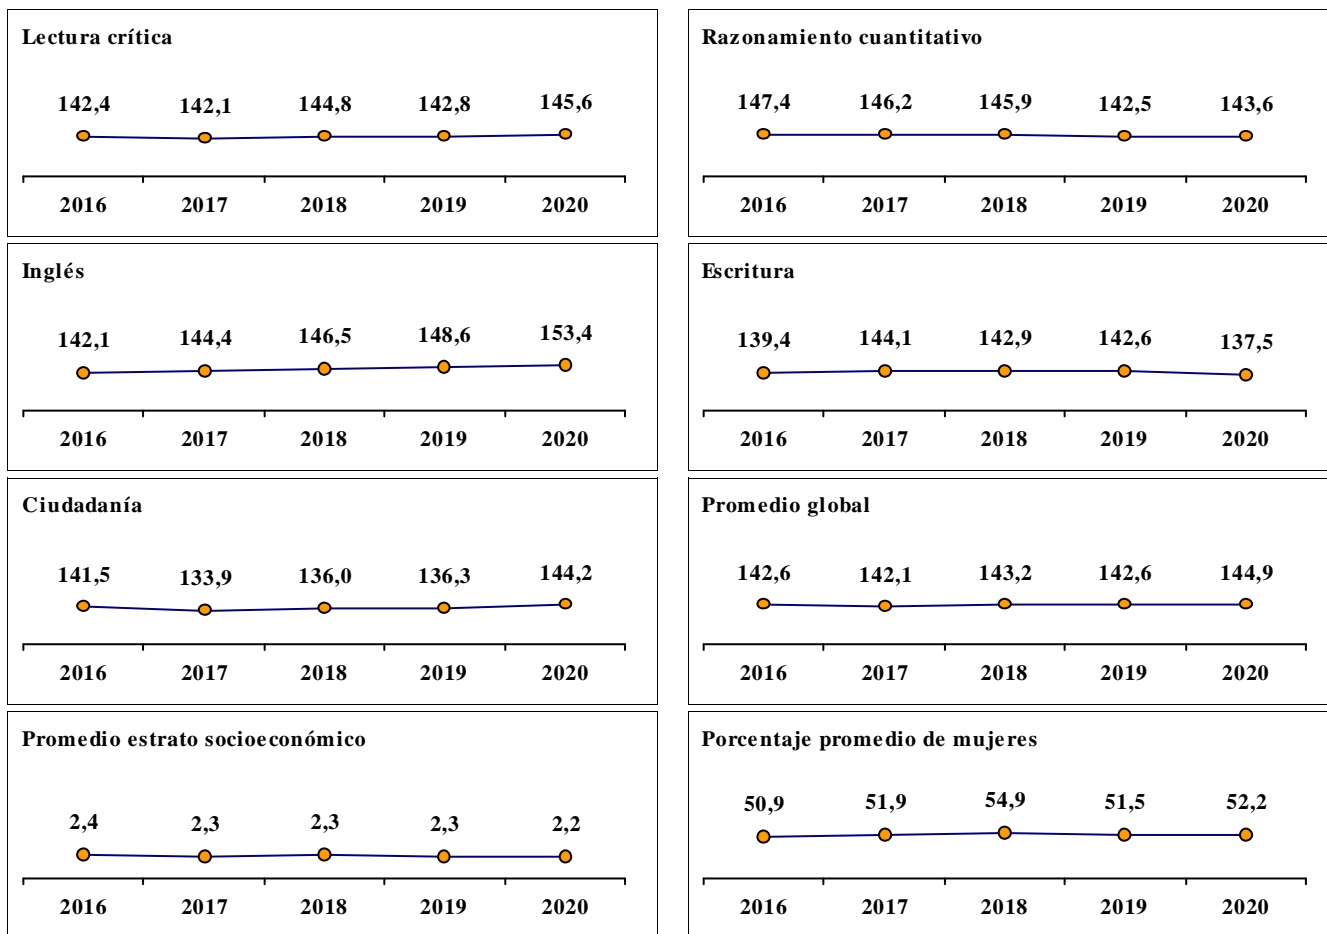 Lectura crítica
142,4 142,1 144,8 142,8 145,6
2016 2017 2018 2019 2020
Razonamiento cuantitativo
147,4 146,2 145,9 142,5 143,6
2016 2017 2018 2019 2020
Inglés
142,1 144,4 146,5 148,6 153,4
2016 2017 2018 2019 2020
Escritura
139,4 144,1 142,9 142,6 137,5
2016 2017 2018 2019 2020
Ciudadanía
141,5 133,9 136,0 136,3 144,2
2016 2017 2018 2019 2020
Promedio global
142,6 142,1 143,2 142,6 144,9
2016 2017 2018 2019 2020
Promedio estrato socioeconómico
2,4 2,3 2,3 2,3 2,2
2016 2017 2018 2019 2020
Porcentaje promedio de mujeres
50,9 51,9 54,9 51,5 52,2
2016 2017 2018 2019 2020